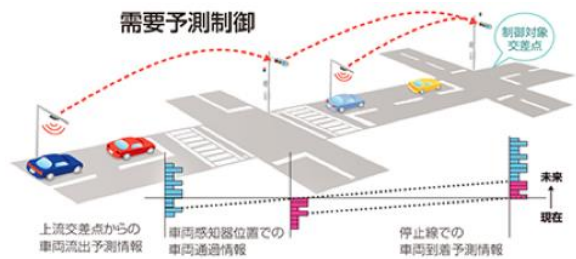 需要予測制御
制御対象
交差点
未来
現在
上流交差点からの
車両流出予測情報
車両感知器位置での
車両通過情報
停止線での
車両到着予測情報